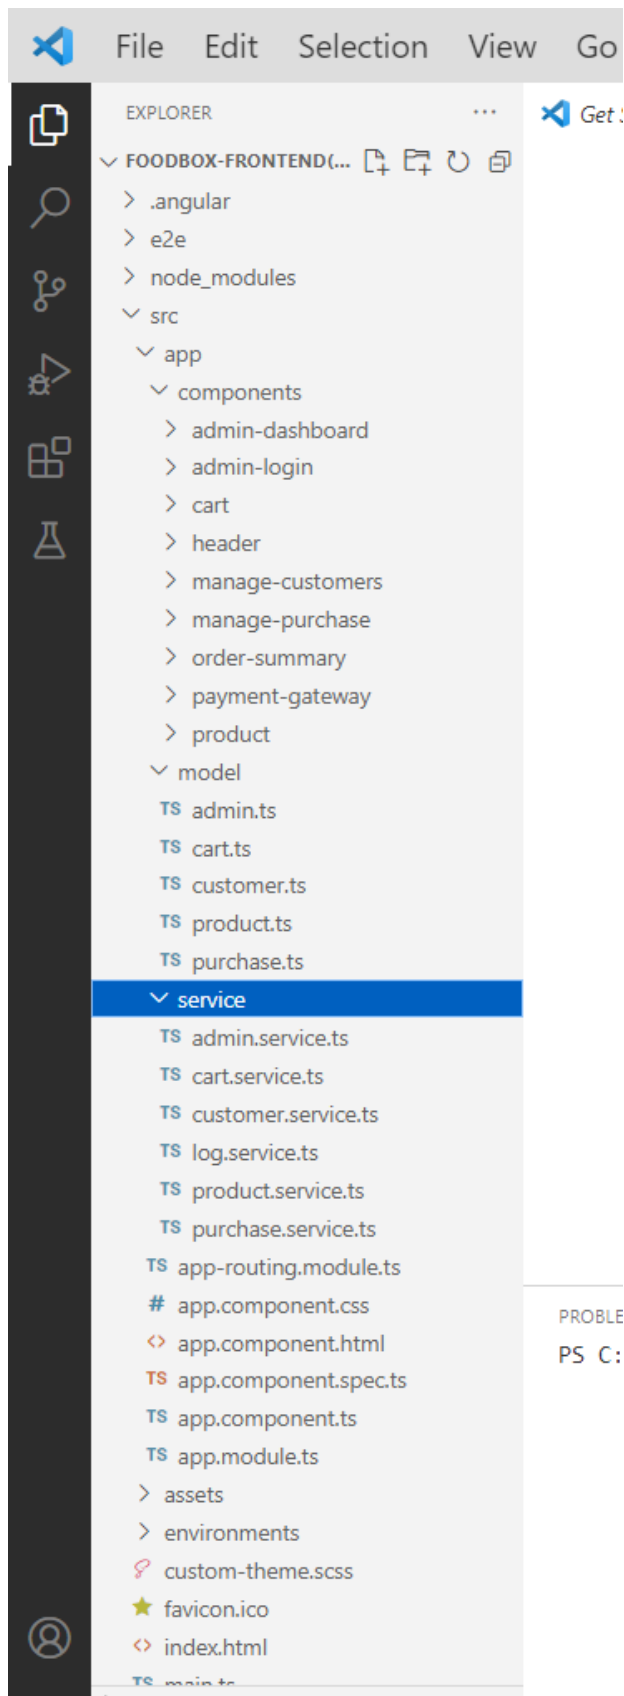 File Edit Selection View Go
EXPLORER ...
Get
FOODBOX-FRONTEND(...
.angular
e2e
node_modules
src
app
components
admin-dashboard
admin-login
cart
header
manage-customers
manage-purchase
order-summary
payment-gateway
product
model
TS admin.ts
TS cart.ts
TS customer.ts
TS product.ts
TS purchase.ts
service
TS admin.service.ts
TS cart.service.ts
TS customer.service.ts
TS log.service.ts
TS product.service.ts
TS purchase.service.ts
TS app-routing.module.ts
# app.component.css
<> app.component.html
TS app.component.spec.ts
TS app.component.ts
TS app.module.ts
assets
environments
custom-theme.scss
favicon.ico
<> index.html
TS main.ts
PROBLE
PS C: